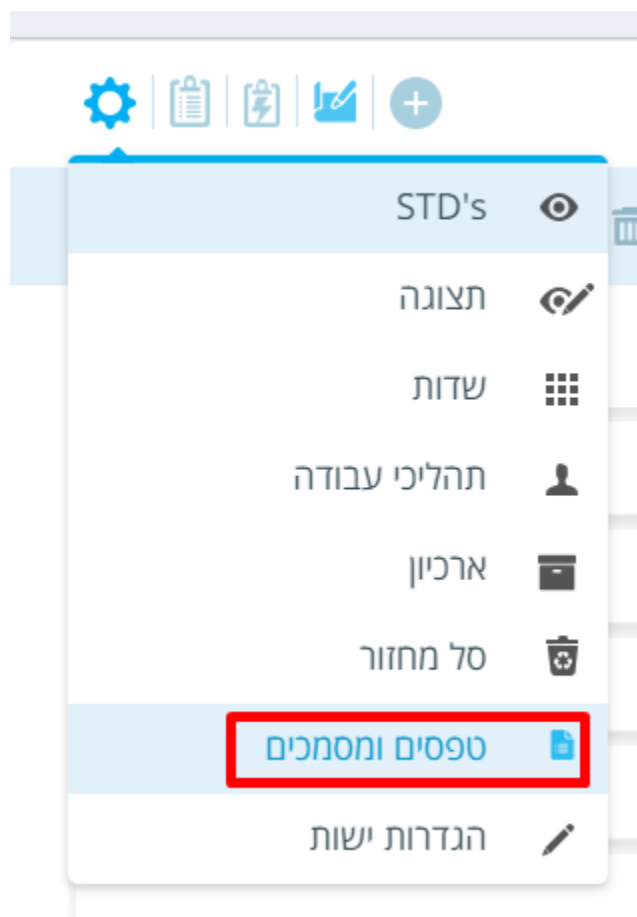 STD's
תצוגה
שדות
תהליכי עבודה
ארכיון
סל מחזור
טפסים ומסמכים
הגדרות ישות